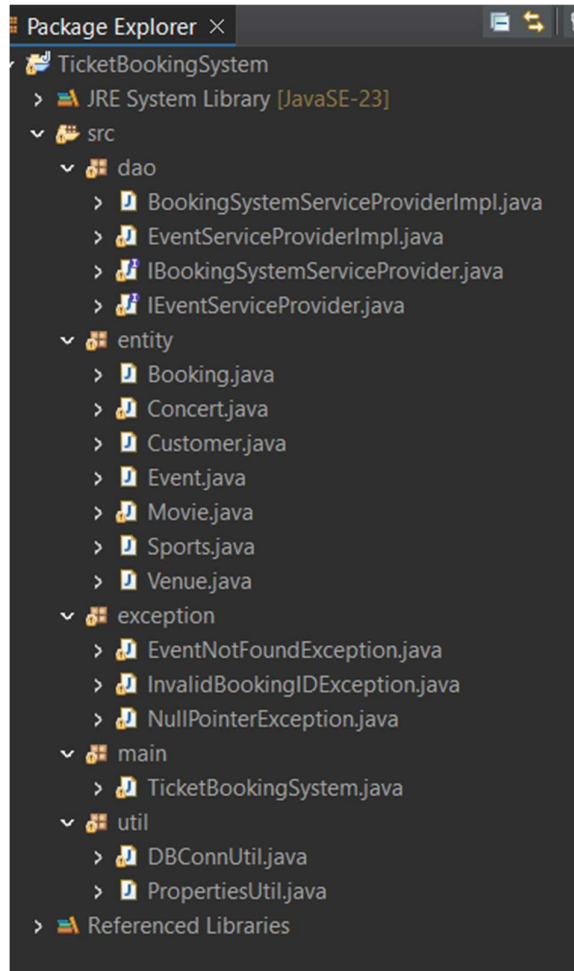 Package Explorer
TicketBookingSystem
JRE System Library [JavaSE-23]
src
dao
BookingSystemServiceProviderImpl.java
EventServiceProviderImpl.java
IBookingSystemServiceProvider.java
IEventServiceProvider.java
entity
Booking.java
Concert.java
Customer.java
Event.java
Movie.java
Sports.java
Venue.java
exception
EventNotFoundException.java
InvalidBookingIDException.java
NullPointerException.java
main
TicketBookingSystem.java
util
DBConnUtil.java
PropertiesUtil.java
Referenced Libraries